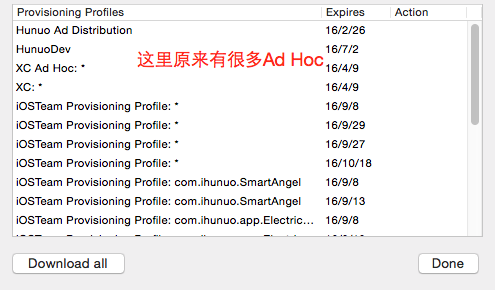 Provisioning Profiles Expires Action
Hunuo Ad Distribution 16/2/26
HunuoDev 16/7/2
这里原来有很多Ad Hoc
XC Ad Hoc: * 16/4/9
XC: * 16/4/9
iOSTeam Provisioning Profile: * 16/9/8
iOSTeam Provisioning Profile: * 16/9/29
iOSTeam Provisioning Profile: * 16/9/27
iOSTeam Provisioning Profile: * 16/10/18
iOSTeam Provisioning Profile: com.ihunuo.SmartAngel 16/9/8
iOSTeam Provisioning Profile: com.ihunuo.SmartAngel 16/9/13
iOSTeam Provisioning Profile: com.ihunuo.app.Electric... 16/9/8
Download all Done